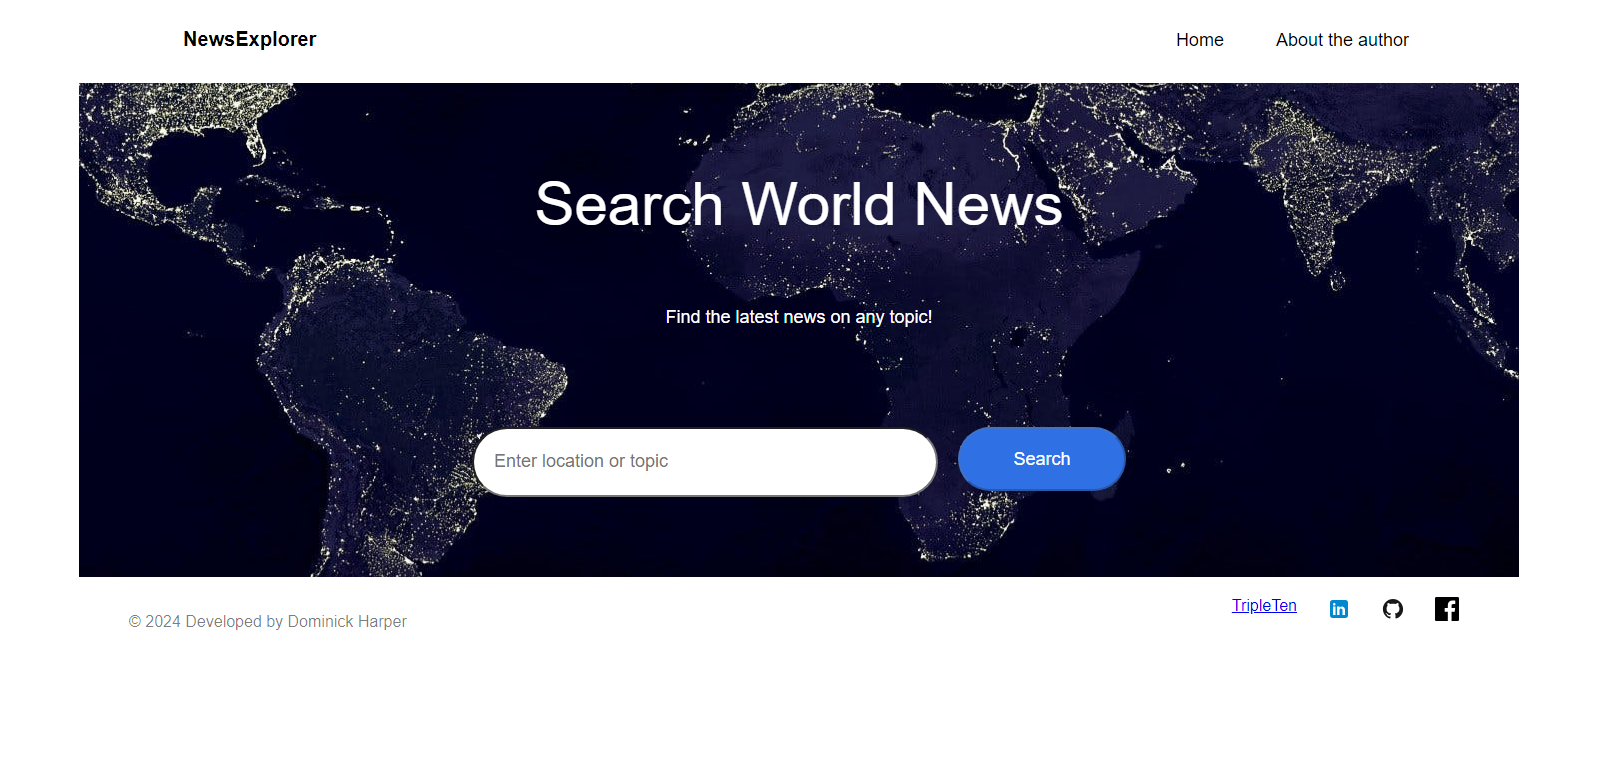 NewsExplorer
Home
About the author
Search World News
Find the latest news on any topic!
Enter location or topic
Search
© 2024 Developed by Dominick Harper
TripleTen
in